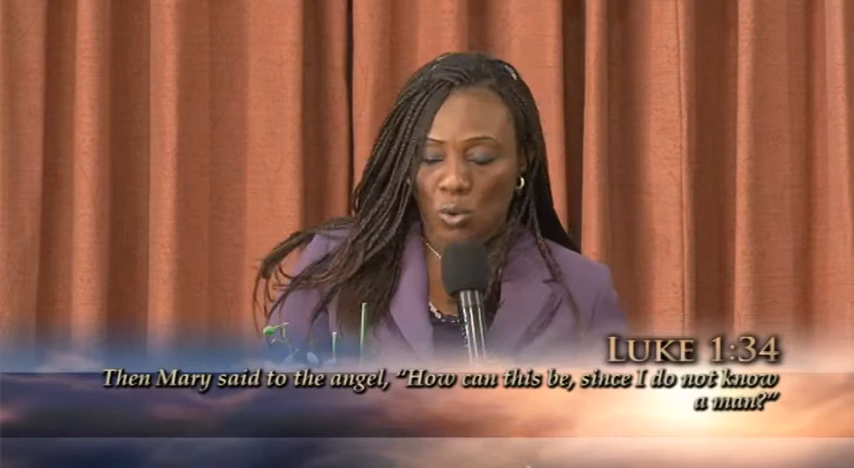 LUKE 1:34
Then Mary said to the angel, "How can this be, since I do not know
a man?"